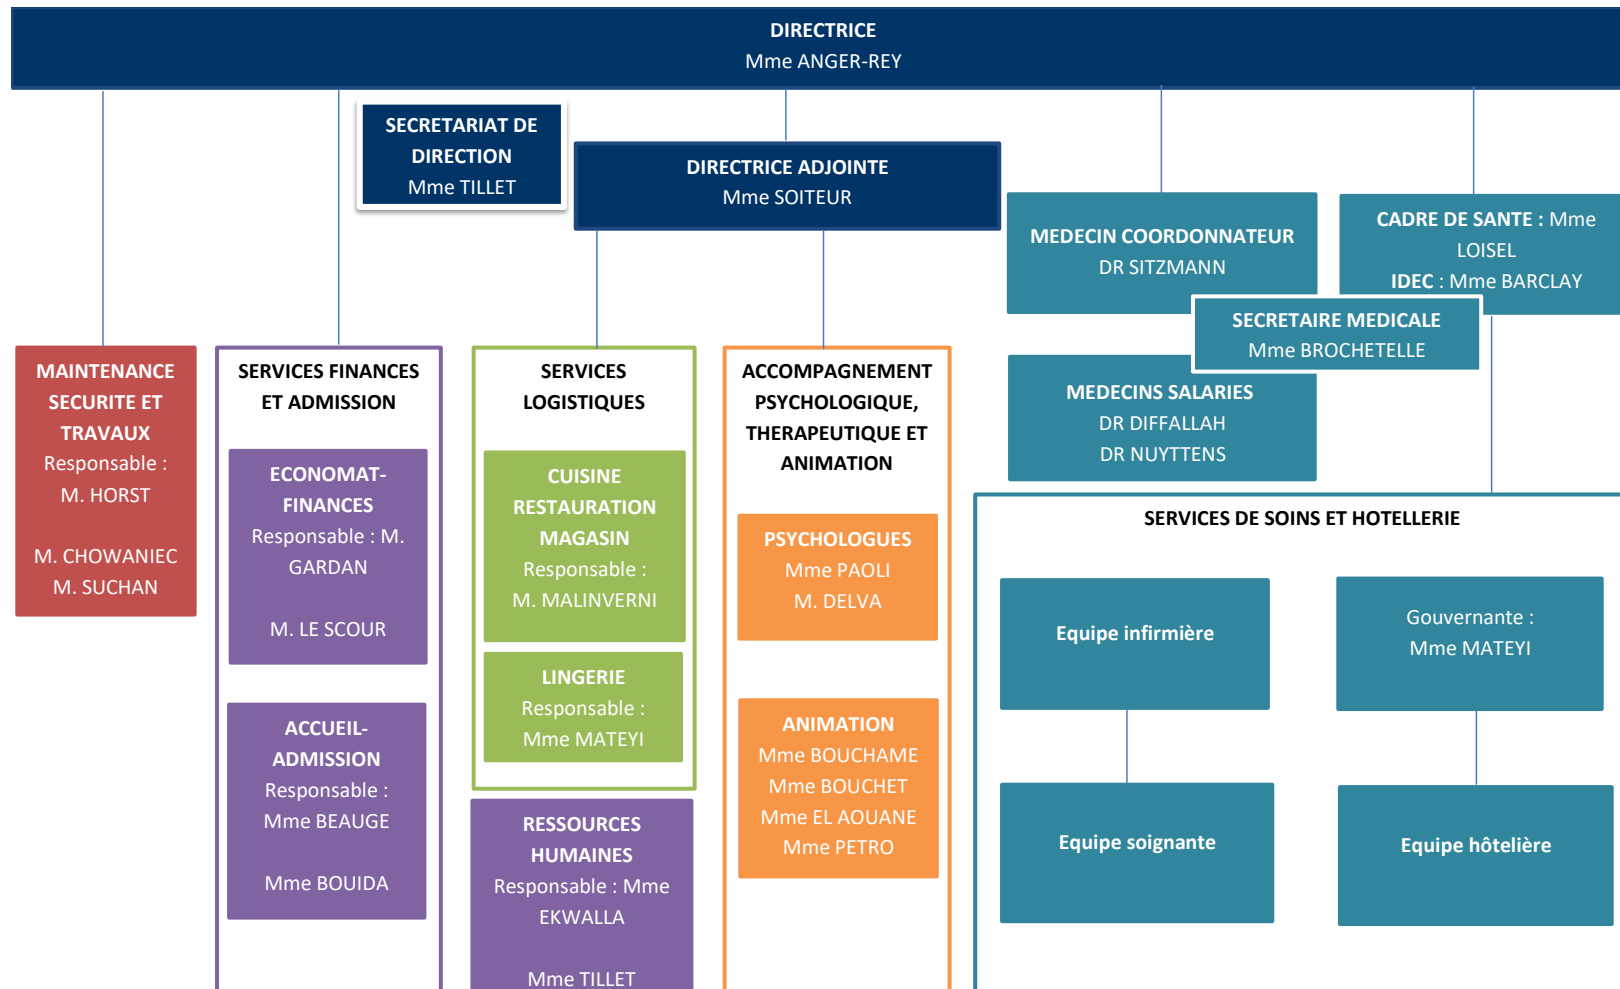 DIRECTRICE
Mme ANGER-REY
SECRETARIAT DE
DIRECTION
Mme TILLET
DIRECTRICE ADJOINTE
Mme SOITEUR
MEDECIN COORDONNATEUR
DR SITZMANN
CADRE DE SANTE : Mme
LOISEL
IDEC : Mme BARCLAY
SECRETAIRE MEDICALE
Mme BROCHETELLE
MEDECINS SALARIES
DR DIFFALLAH
DR NUYTTENS
MAINTENANCE
SECURITE ET
TRAVAUX
Responsable :
M. HORST
M. CHOWANIEC
M. SUCHAN
SERVICES FINANCES
ET ADMISSION
ECONOMAT-
FINANCES
Responsable : M.
GARDAN
M. LE SCOUR
ACCUEIL-
ADMISSION
Responsable :
Mme BEAUGE
Mme BOUIDA
SERVICES
LOGISTIQUES
CUISINE
RESTAURATION
MAGASIN
Responsable :
M. MALINVERNI
LINGERIE
Responsable :
Mme MATEYI
RESSOURCES
HUMAINES
Responsable : Mme
EKWALLA
Mme TILLET
ACCOMPAGNEMENT
PSYCHOLOGIQUE,
THERAPEUTIQUE ET
ANIMATION
PSYCHOLOGUES
Mme PAOLI
M. DELVA
ANIMATION
Mme BOUCHAME
Mme BOUCHET
Mme EL AOUANE
Mme PETRO
SERVICES DE SOINS ET HOTELLERIE
Equipe infirmière
Gouvernante :
Mme MATEYI
Equipe soignante
Equipe hôtelière